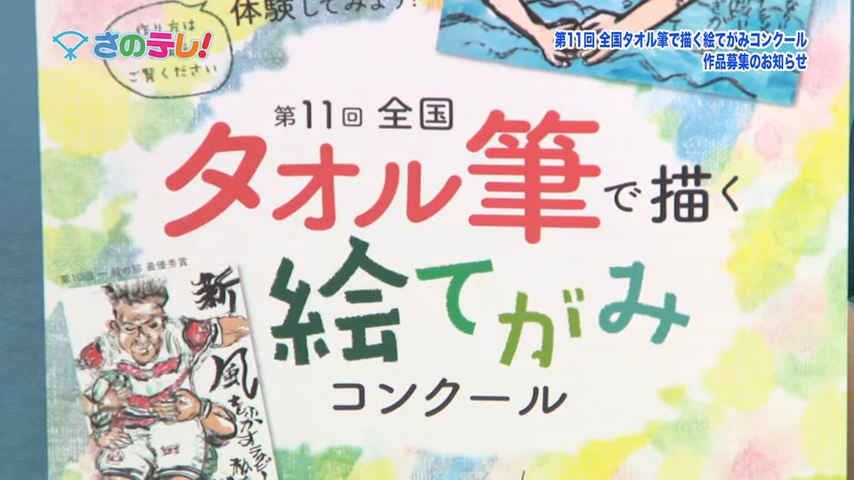 体験してみよう!
作り方は
ご覧ください
さのテレ!
第11回 全国タオル筆で描く絵てがみコンクール
作品募集のお知らせ
第11回 全国
タオル筆で描く
絵てがみ
コンクール
第10回 一般の部 最優秀賞
新風